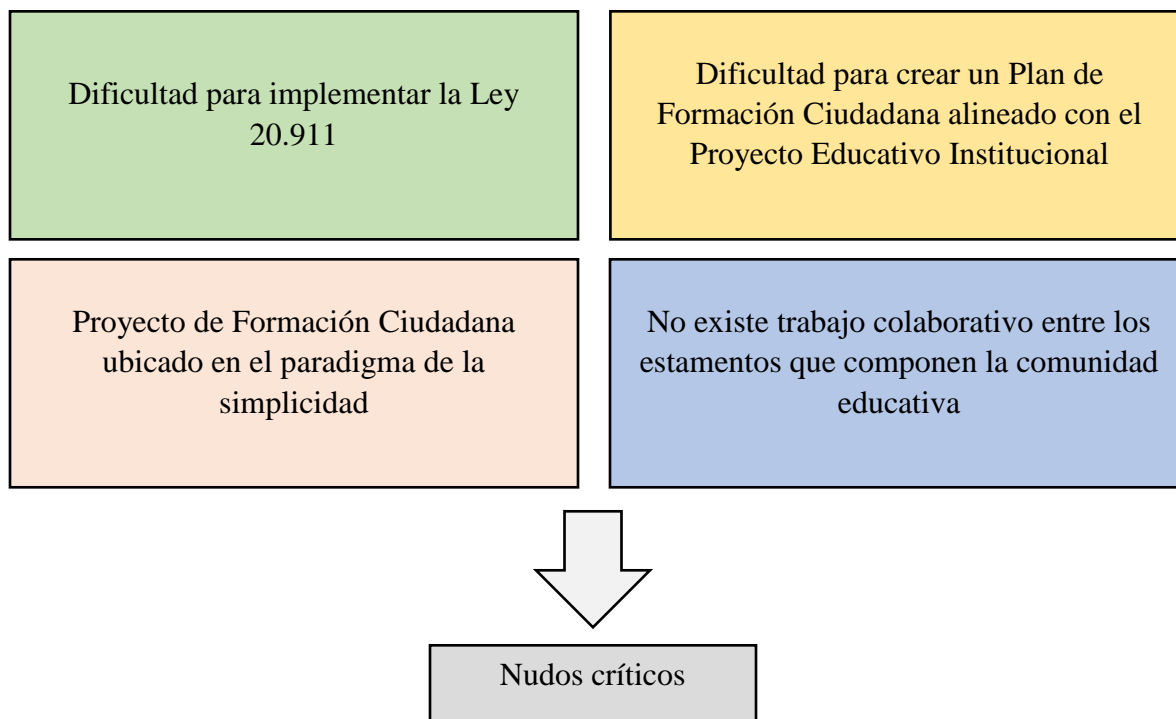 Dificultad para implementar la Ley
20.911
Dificultad para crear un Plan de
Formación Ciudadana alineado con el
Proyecto Educativo Institucional
Proyecto de Formación Ciudadana
ubicado en el paradigma de la
simplicidad
No existe trabajo colaborativo entre los
estamentos que componen la comunidad
educativa
Nudos críticos